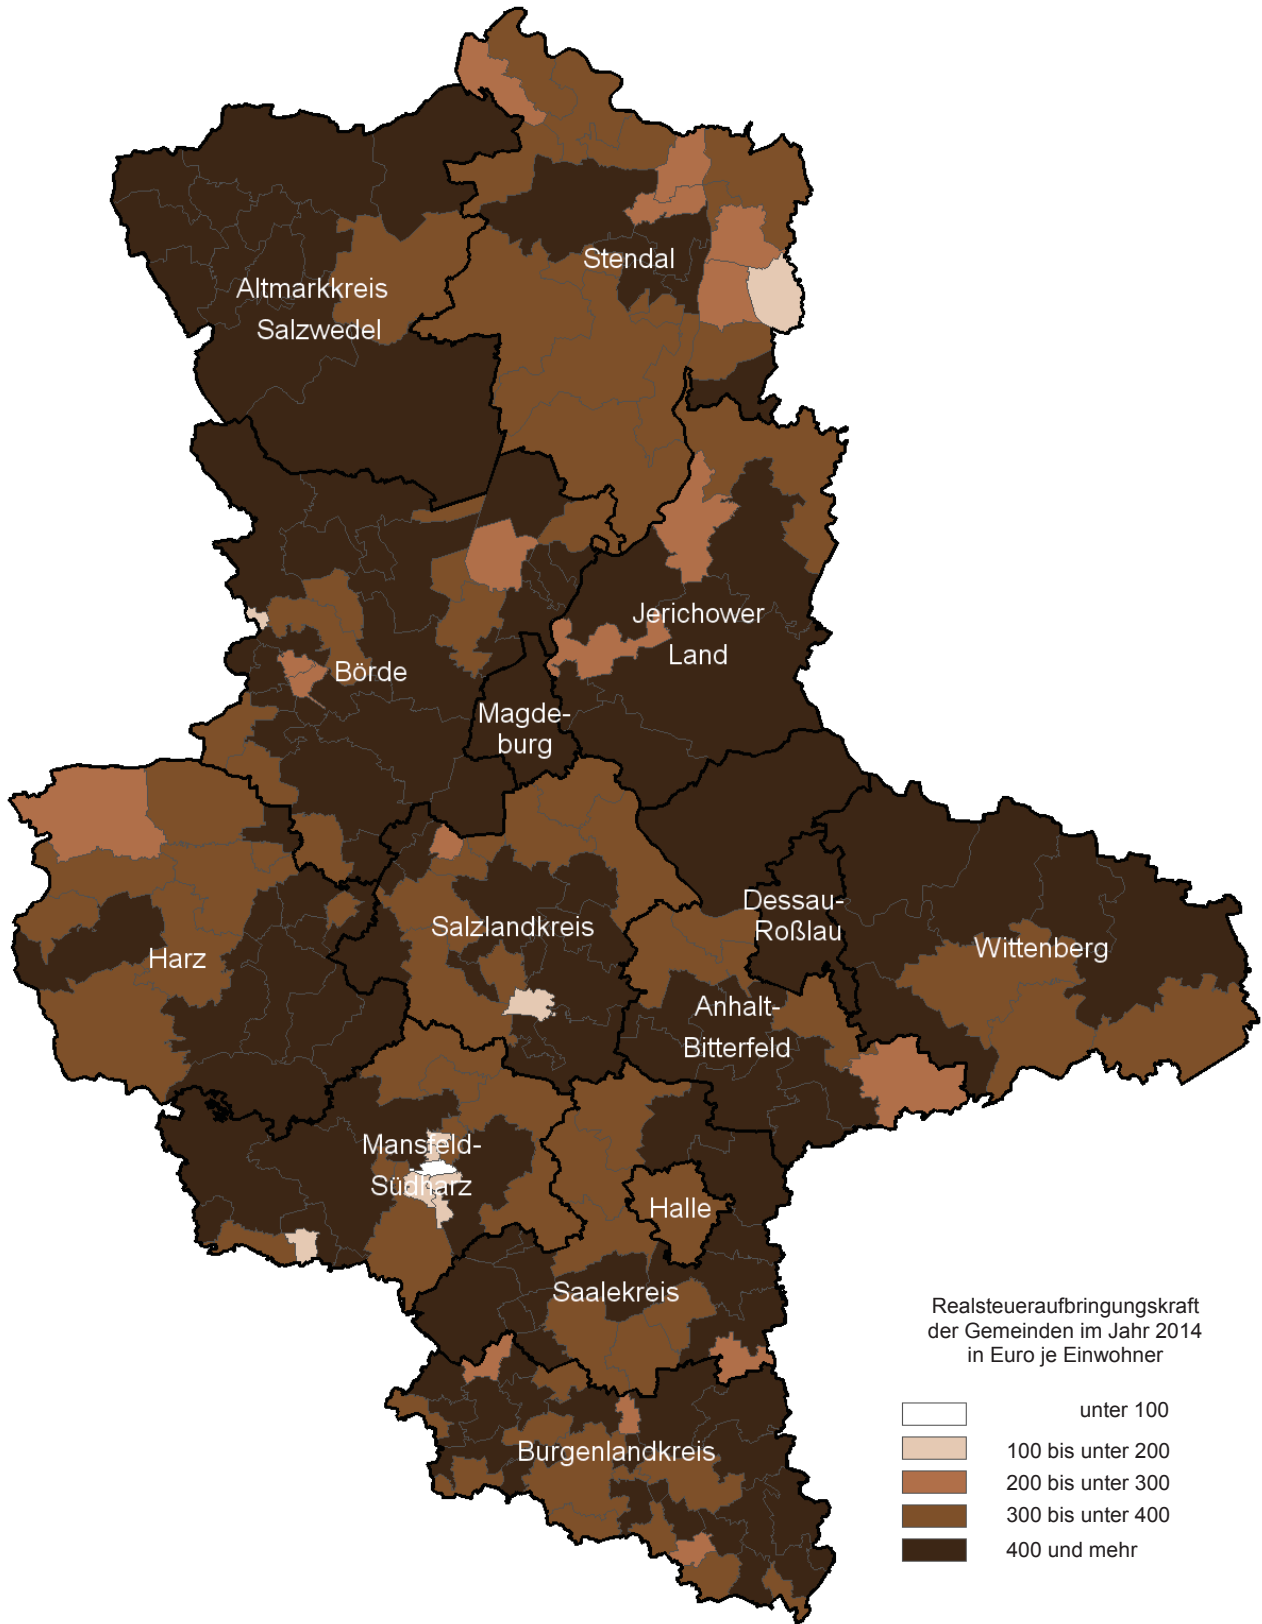 Stendal
Altmarkkreis
Salzwedel
Jerichower
Land
Börde
Magde-
burg
Dessau-
Roßlau
Salzlandkreis
Wittenberg
Harz
Anhalt-
Bitterfeld
Mansfeld-
Südharz
Halle
Saalekreis
Burgenlandkreis
Realsteueraufbringungskraft
der Gemeinden im Jahr 2014
in Euro je Einwohner
unter 100
100 bis unter 200
200 bis unter 300
300 bis unter 400
400 und mehr